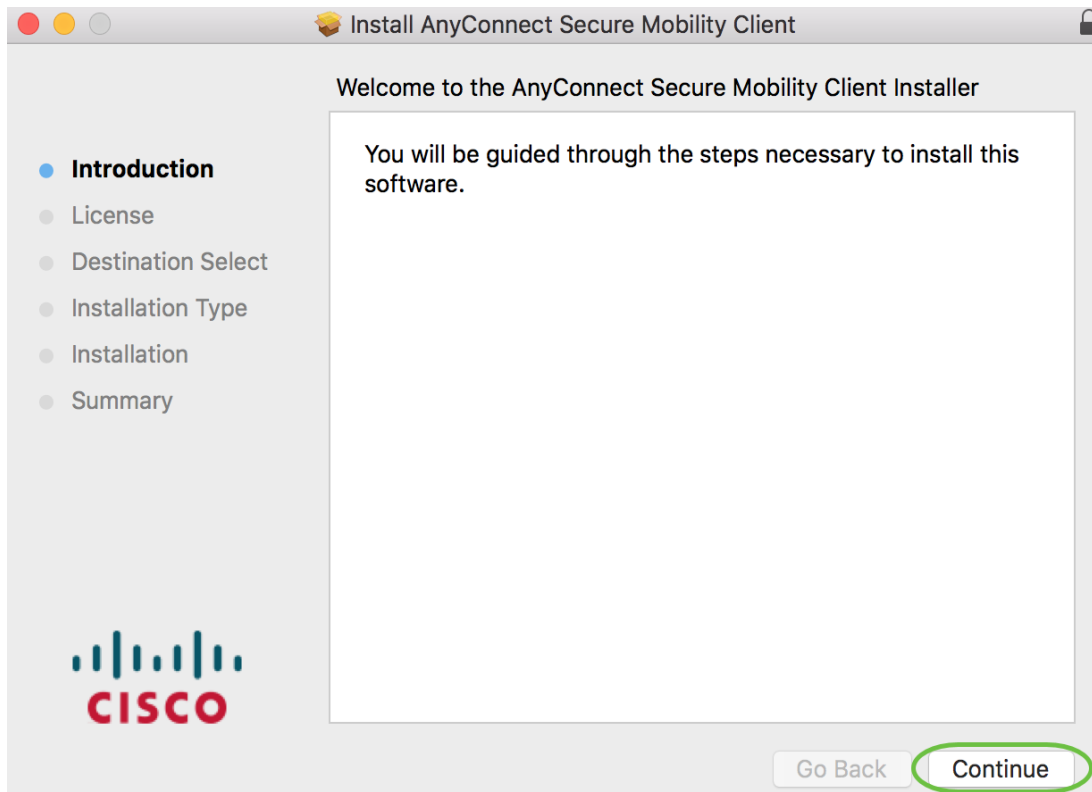 Install AnyConnect Secure Mobility Client
Welcome to the AnyConnect Secure Mobility Client Installer
Introduction
License
Destination Select
Installation Type
Installation
Summary
You will be guided through the steps necessary to install this
software.
CISCO
Go Back
Continue